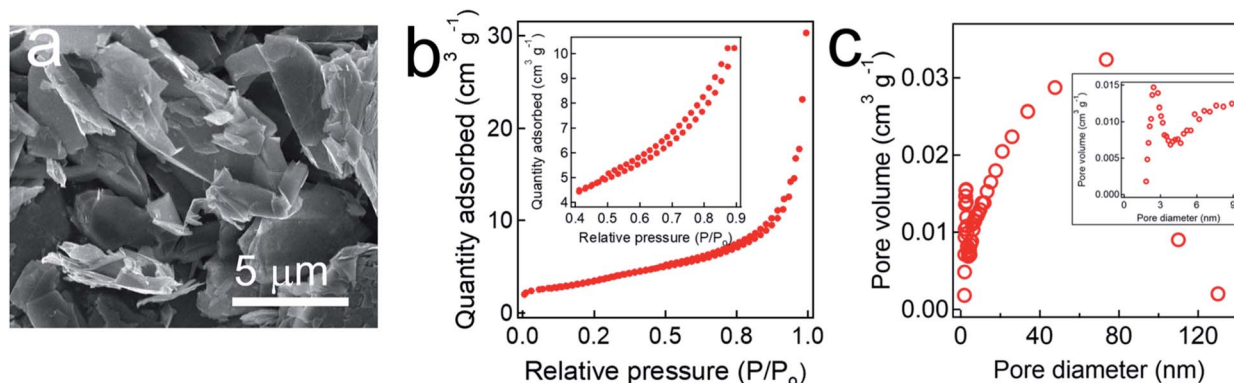 a
5 μm
b
Quantity adsorbed (cm³ g⁻¹)
30
20
10
0
0.0 0.2 0.5 0.8 1.0
Relative pressure (P/Pₒ)
Quantity adsorbed (cm³ g⁻¹)
10
9
8
7
6
5
4
0.4 0.5 0.6 0.7 0.8 0.9
Relative pressure (P/Pₒ)
c
Pore volume (cm³ g⁻¹)
0.03
0.02
0.01
0.00
0 40 80 120
Pore diameter (nm)
Pore volume (cm³ g⁻¹)
0.015
0.010
0.005
0.000
0 3 6 9
Pore diameter (nm)